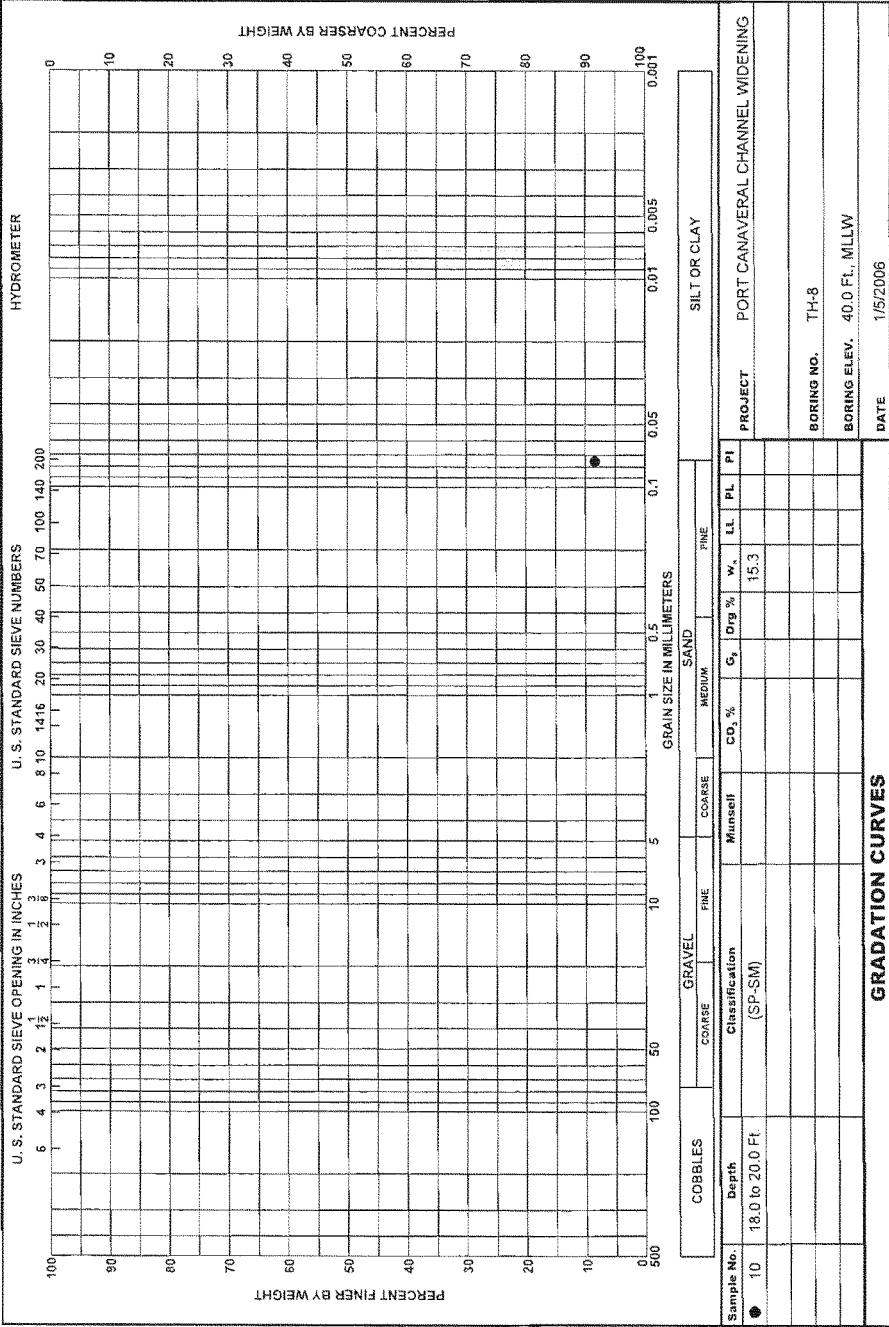 U. S. STANDARD SIEVE OPENING IN INCHES
U. S. STANDARD SIEVE NUMBERS
HYDROMETER
6 4 3 2 1 1/2 1 3/4 1/2 3/8 3 4 6 8 10 14 16 20 30 40 50 70 100 140 200
PERCENT FINER BY WEIGHT
100
90
80
70
60
50
40
30
20
10
0
PERCENT COARSER BY WEIGHT
0
10
20
30
40
50
60
70
80
90
100
500 100 50 10 5 1 0.5 0.1 0.05 0.01 0.005 0.001
GRAIN SIZE IN MILLIMETERS
COBBLES GRAVEL SAND SILT OR CLAY
COARSE FINE COARSE MEDIUM FINE
Sample No. Depth Classification Munsell CO₃ % Gs Org % Wn LL PL PI
10 18.0 to 20.0 Ft. (SP-SM) 15.3
PROJECT PORT CANAVERAL CHANNEL WIDENING
BORING NO. TH-8
BORING ELEV. 40.0 Ft., MLLW
DATE 1/5/2006
GRADATION CURVES